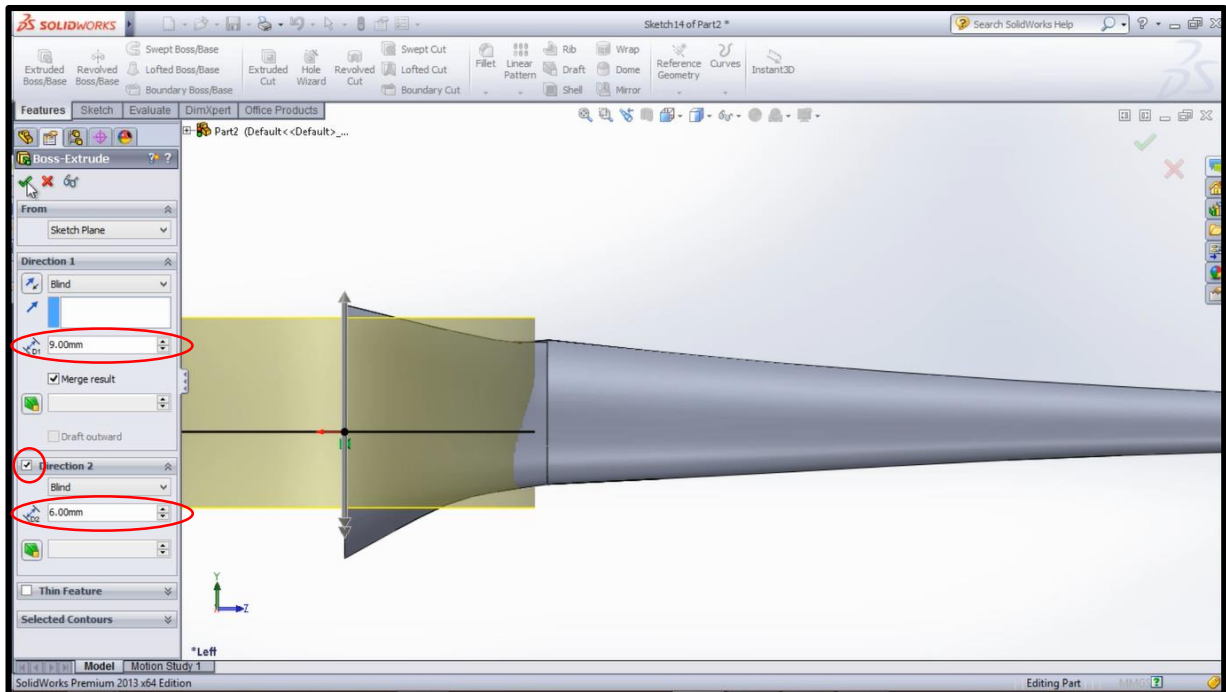 SOLIDWORKS
Sketch14 of Part2 *
Search SolidWorks Help
Extruded Boss/Base
Revolved Boss/Base
Swept Boss/Base
Lofted Boss/Base
Boundary Boss/Base
Extruded Cut
Hole Wizard
Revolved Cut
Swept Cut
Lofted Cut
Boundary Cut
Fillet
Linear Pattern
Rib
Draft
Shell
Wrap
Dome
Mirror
Reference Geometry
Curves
Instant3D
Features
Sketch
Evaluate
DimXpert
Office Products
Part2 (Default<<Default>_...
Boss-Extrude
From
Sketch Plane
Direction 1
Blind
D1
9.00mm
Merge result
Draft outward
Direction 2
Blind
D2
6.00mm
Thin Feature
Selected Contours
Y
Z
*Left
Model
Motion Study 1
SolidWorks Premium 2013 x64 Edition
Editing Part
MMGS